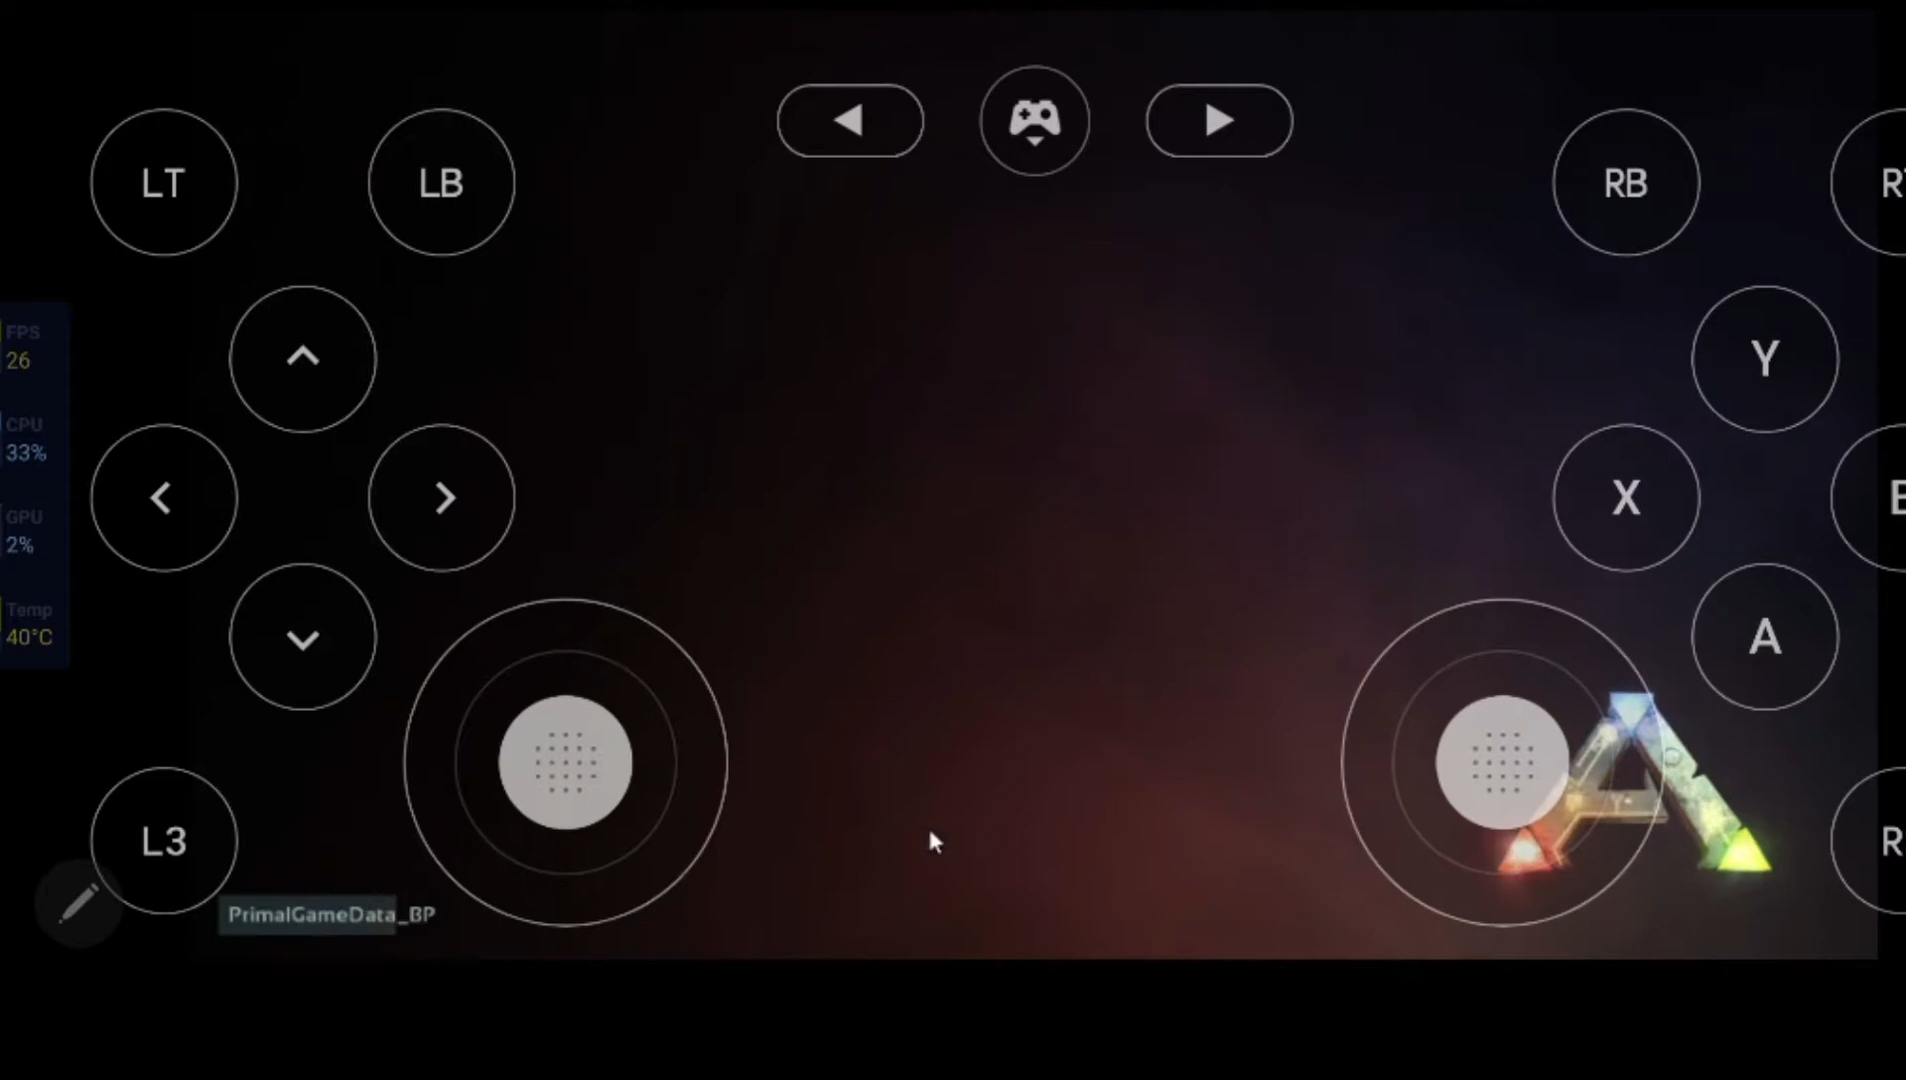 LT
LB
RB
FPS
26
Y
CPU
33%
X
GPU
2%
Temp
40°C
A
L3
PrimalGameData_BP